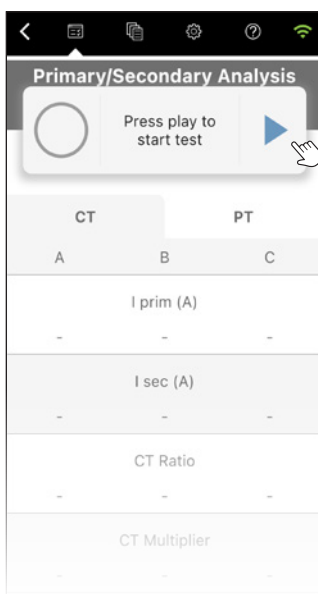 Primary/Secondary Analysis
Press play to
start test
CT PT
A B C
I prim (A)
- - -
I sec (A)
- - -
CT Ratio
- - -
CT Multiplier
- - -